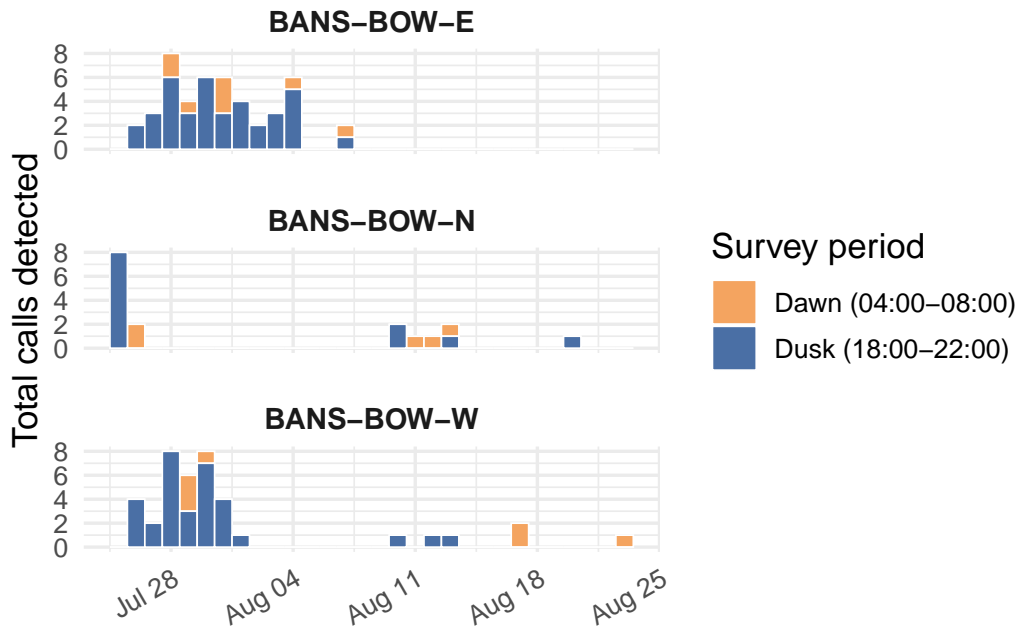 BANS−BOW−E
8
6
4
2
0
BANS−BOW−N
8
6
4
2
0
BANS−BOW−W
8
6
4
2
0
Jul 28
Aug 04
Aug 11
Aug 18
Aug 25
Total calls detected
Survey period
Dawn (04:00−08:00)
Dusk (18:00−22:00)